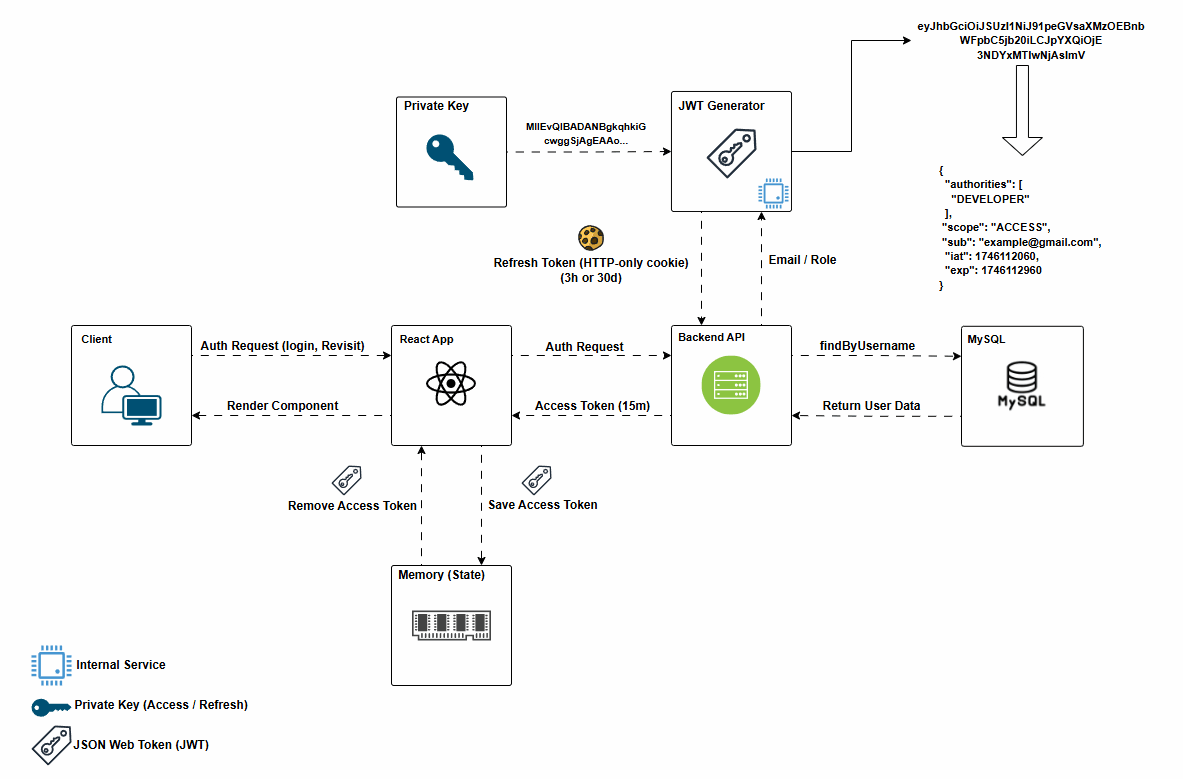 eyJhbGciOiJSUzI1NiJ91peGVsaXMzOEBnb
WFpbC5jb20iLCJpYXQiOjE
3NDYxMTIwNjAsImV
Private Key
MIIEvQIBADANBgkqhkiG
cwggSjAgEAAo...
JWT Generator
{
"authorities": [
"DEVELOPER"
],
"scope": "ACCESS",
"sub": "example@gmail.com",
"iat": 1746112060,
"exp": 1746112960
}
Refresh Token (HTTP-only cookie)
(3h or 30d)
Email / Role
Client
Auth Request (login, Revisit)
Render Component
React App
Auth Request
Access Token (15m)
Backend API
findByUsername
Return User Data
MySQL
MySQL
Remove Access Token
Save Access Token
Memory (State)
Internal Service
Private Key (Access / Refresh)
JSON Web Token (JWT)